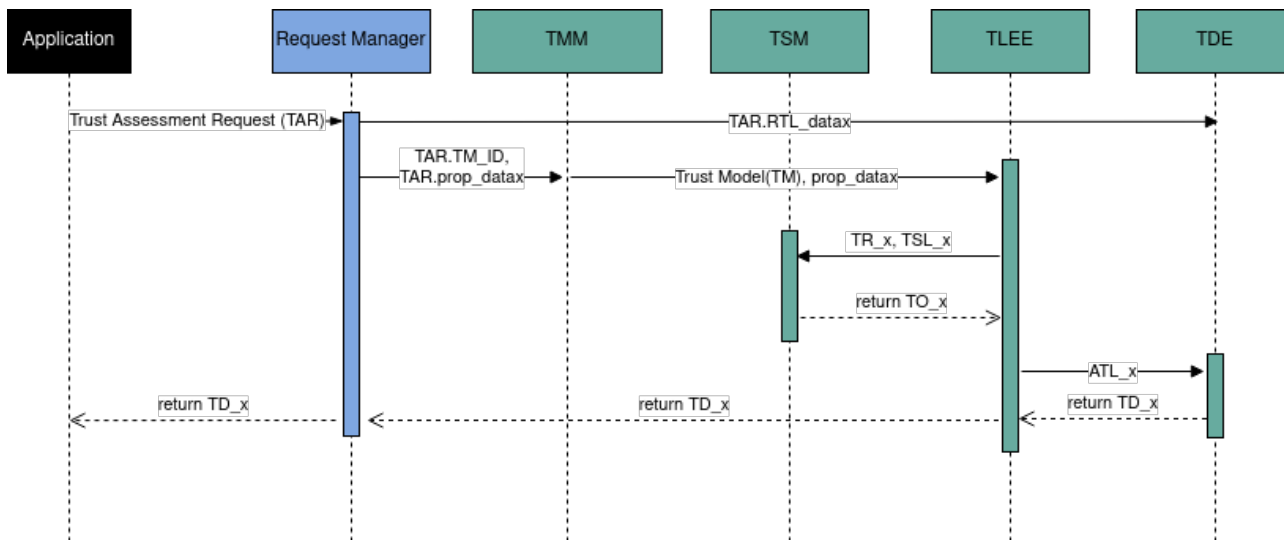 Application
Request Manager
TMM
TSM
TLEE
TDE
Trust Assessment Request (TAR)
TAR.RTL_datax
TAR.TM_ID,
TAR.prop_datax
Trust Model(TM), prop_datax
TR_x, TSL_x
return TO_x
ATL_x
return TD_x
return TD_x
return TD_x